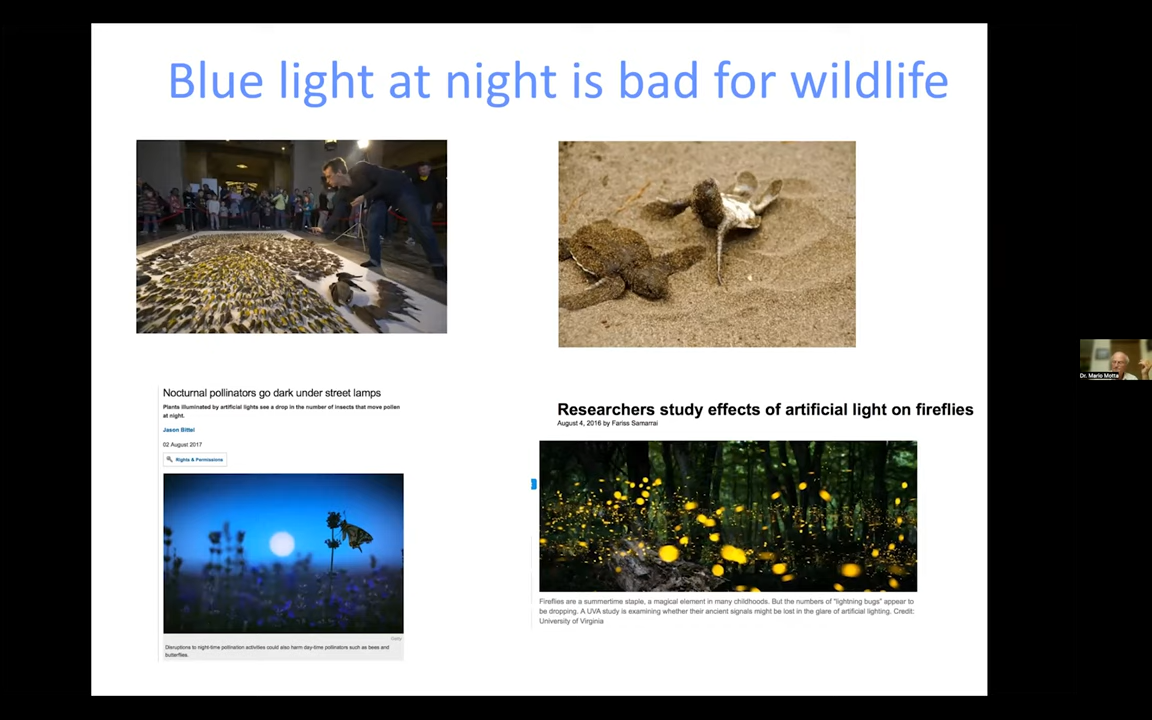 Blue light at night is bad for wildlife
Nocturnal pollinators go dark under street lamps
Plants illuminated by artificial lights see a drop in the number of insects that move pollen
at night.
Jason Bittel
02 August 2017
Rights & Permissions
Getty
Disruptions to night-time pollination activities could also harm day-time pollinators such as bees and
butterflies.
Researchers study effects of artificial light on fireflies
August 4, 2016 by Fariss Samarrai
Fireflies are a summertime staple, a magical element in many childhoods. But the numbers of "lightning bugs" appear to
be dropping. A UVA study is examining whether their ancient signals might be lost in the glare of artificial lighting. Credit:
University of Virginia
Dr. Mario Motta